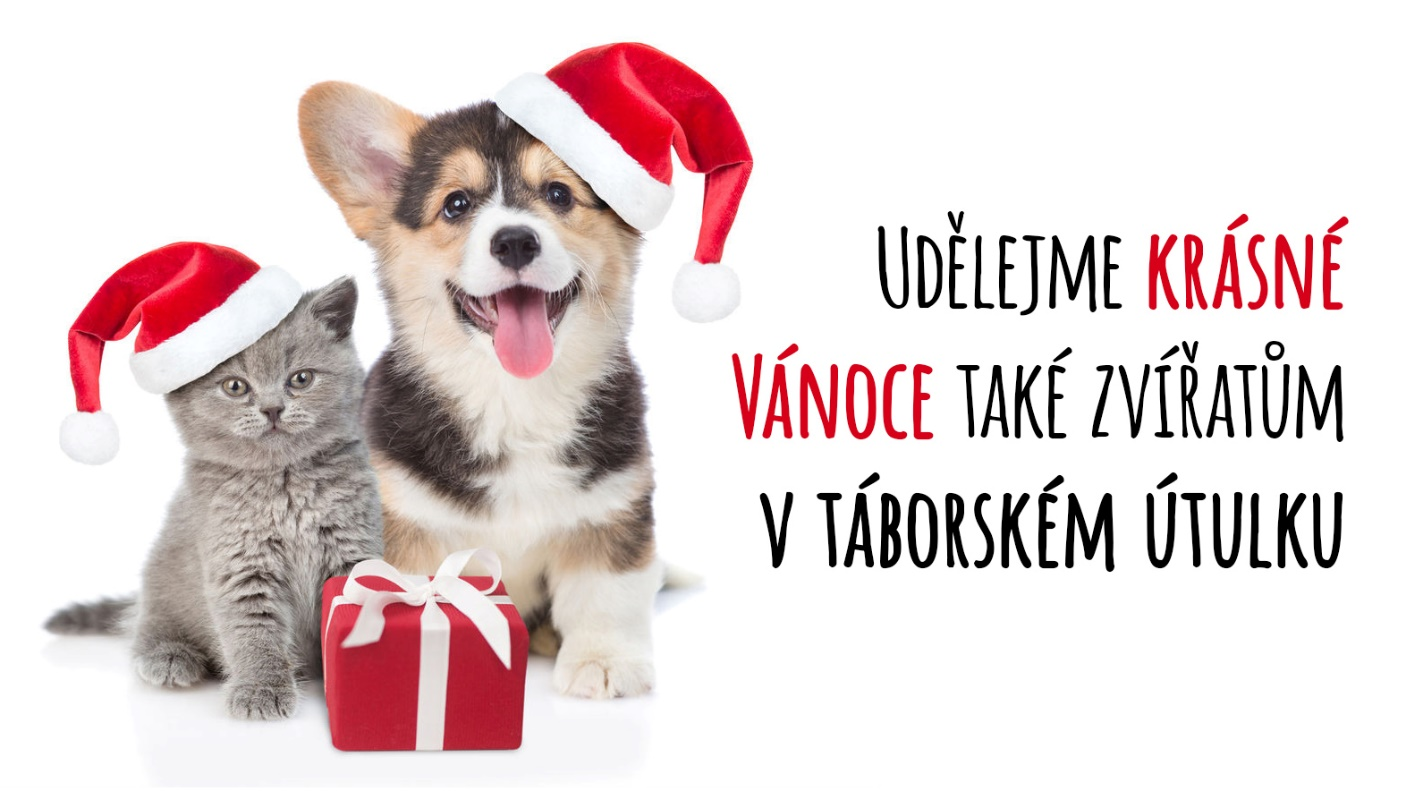 Udělejme krásné
Vánoce také zvířatům
v táborském útulku